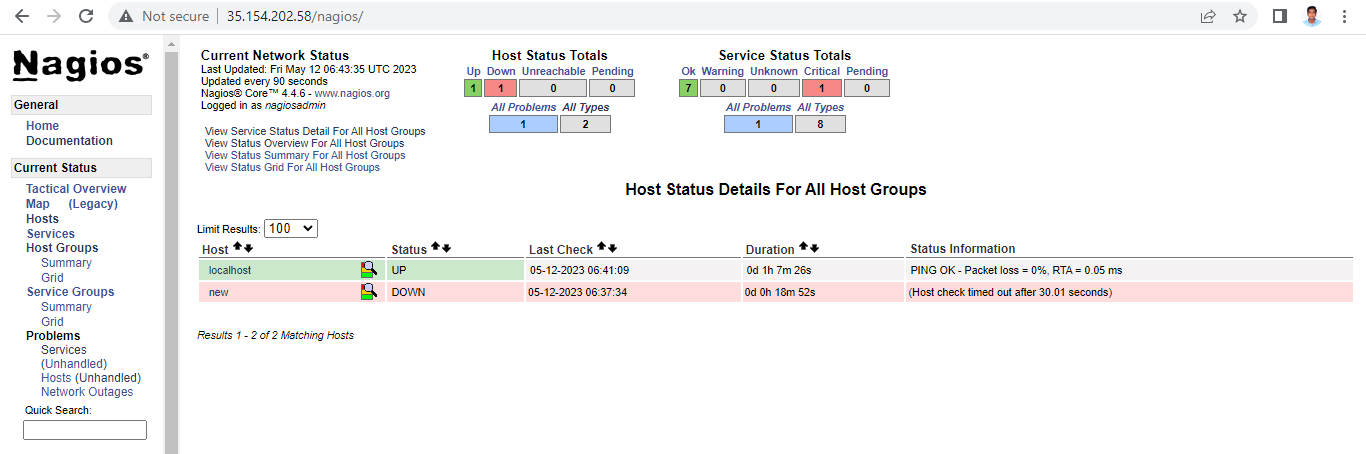 Not secure | 35.154.202.58/nagios/
Nagios®
General
Home
Documentation
Current Status
Tactical Overview
Map (Legacy)
Hosts
Services
Host Groups
Summary
Grid
Service Groups
Summary
Grid
Problems
Services
(Unhandled)
Hosts (Unhandled)
Network Outages
Quick Search:
Current Network Status
Last Updated: Fri May 12 06:43:35 UTC 2023
Updated every 90 seconds
Nagios® Core™ 4.4.6 - www.nagios.org
Logged in as nagiosadmin
View Service Status Detail For All Host Groups
View Status Overview For All Host Groups
View Status Summary For All Host Groups
View Status Grid For All Host Groups
Host Status Totals
Up Down Unreachable Pending
1 1 0 0
All Problems All Types
1 2
Service Status Totals
Ok Warning Unknown Critical Pending
7 0 0 1 0
All Problems All Types
1 8
Host Status Details For All Host Groups
Limit Results: 100
Host Status Last Check Duration Status Information
localhost UP 05-12-2023 06:41:09 0d 1h 7m 26s PING OK - Packet loss = 0%, RTA = 0.05 ms
new DOWN 05-12-2023 06:37:34 0d 0h 18m 52s (Host check timed out after 30.01 seconds)
Results 1 - 2 of 2 Matching Hosts